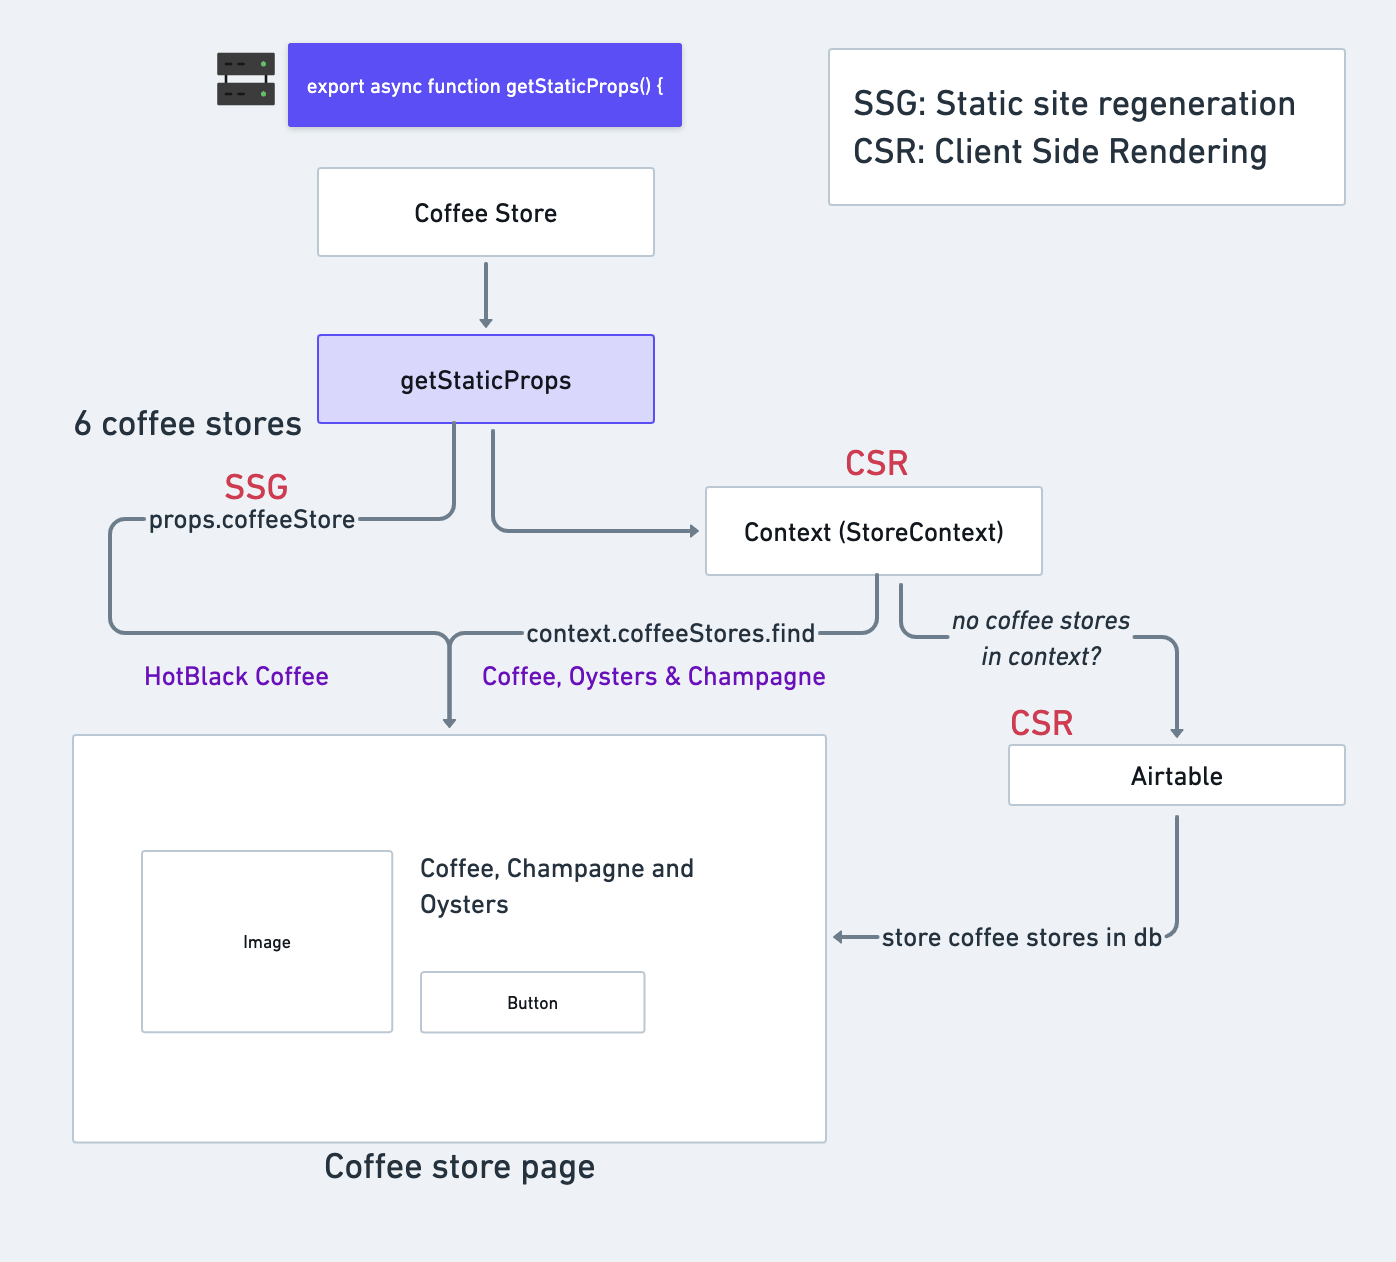 export async function getStaticProps() {
SSG: Static site regeneration
CSR: Client Side Rendering
Coffee Store
getStaticProps
6 coffee stores
SSG
props.coffeeStore
CSR
Context (StoreContext)
context.coffeeStores.find
no coffee stores
in context?
HotBlack Coffee
Coffee, Oysters & Champagne
CSR
Airtable
Coffee, Champagne and
Oysters
Image
Button
store coffee stores in db
Coffee store page